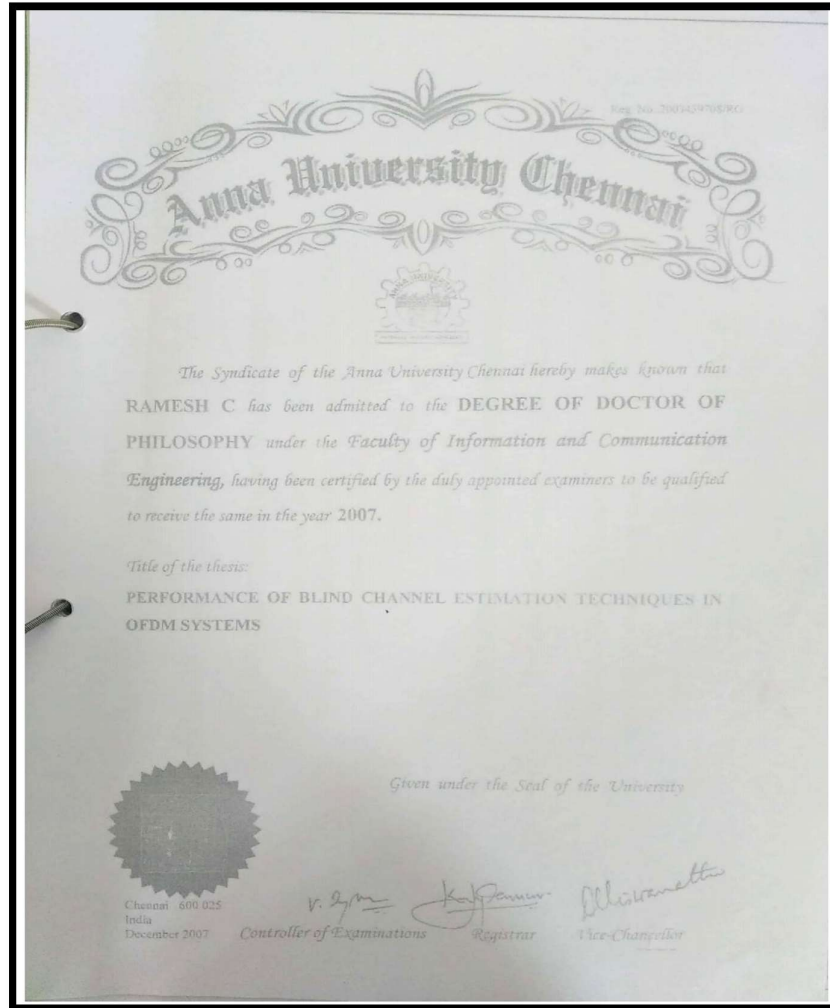 Reg. No.
Anna University Chennai
ANNA UNIVERSITY
The Syndicate of the Anna University Chennai hereby makes known that
RAMESH C has been admitted to the DEGREE OF DOCTOR OF
PHILOSOPHY under the Faculty of Information and Communication
Engineering, having been certified by the duly appointed examiners to be qualified
to receive the same in the year 2007.
Title of the thesis:
PERFORMANCE OF BLIND CHANNEL ESTIMATION TECHNIQUES IN
OFDM SYSTEMS
Given under the Seal of the University
Chennai 600 025
India
December 2007
Controller of Examinations Registrar Vice-Chancellor